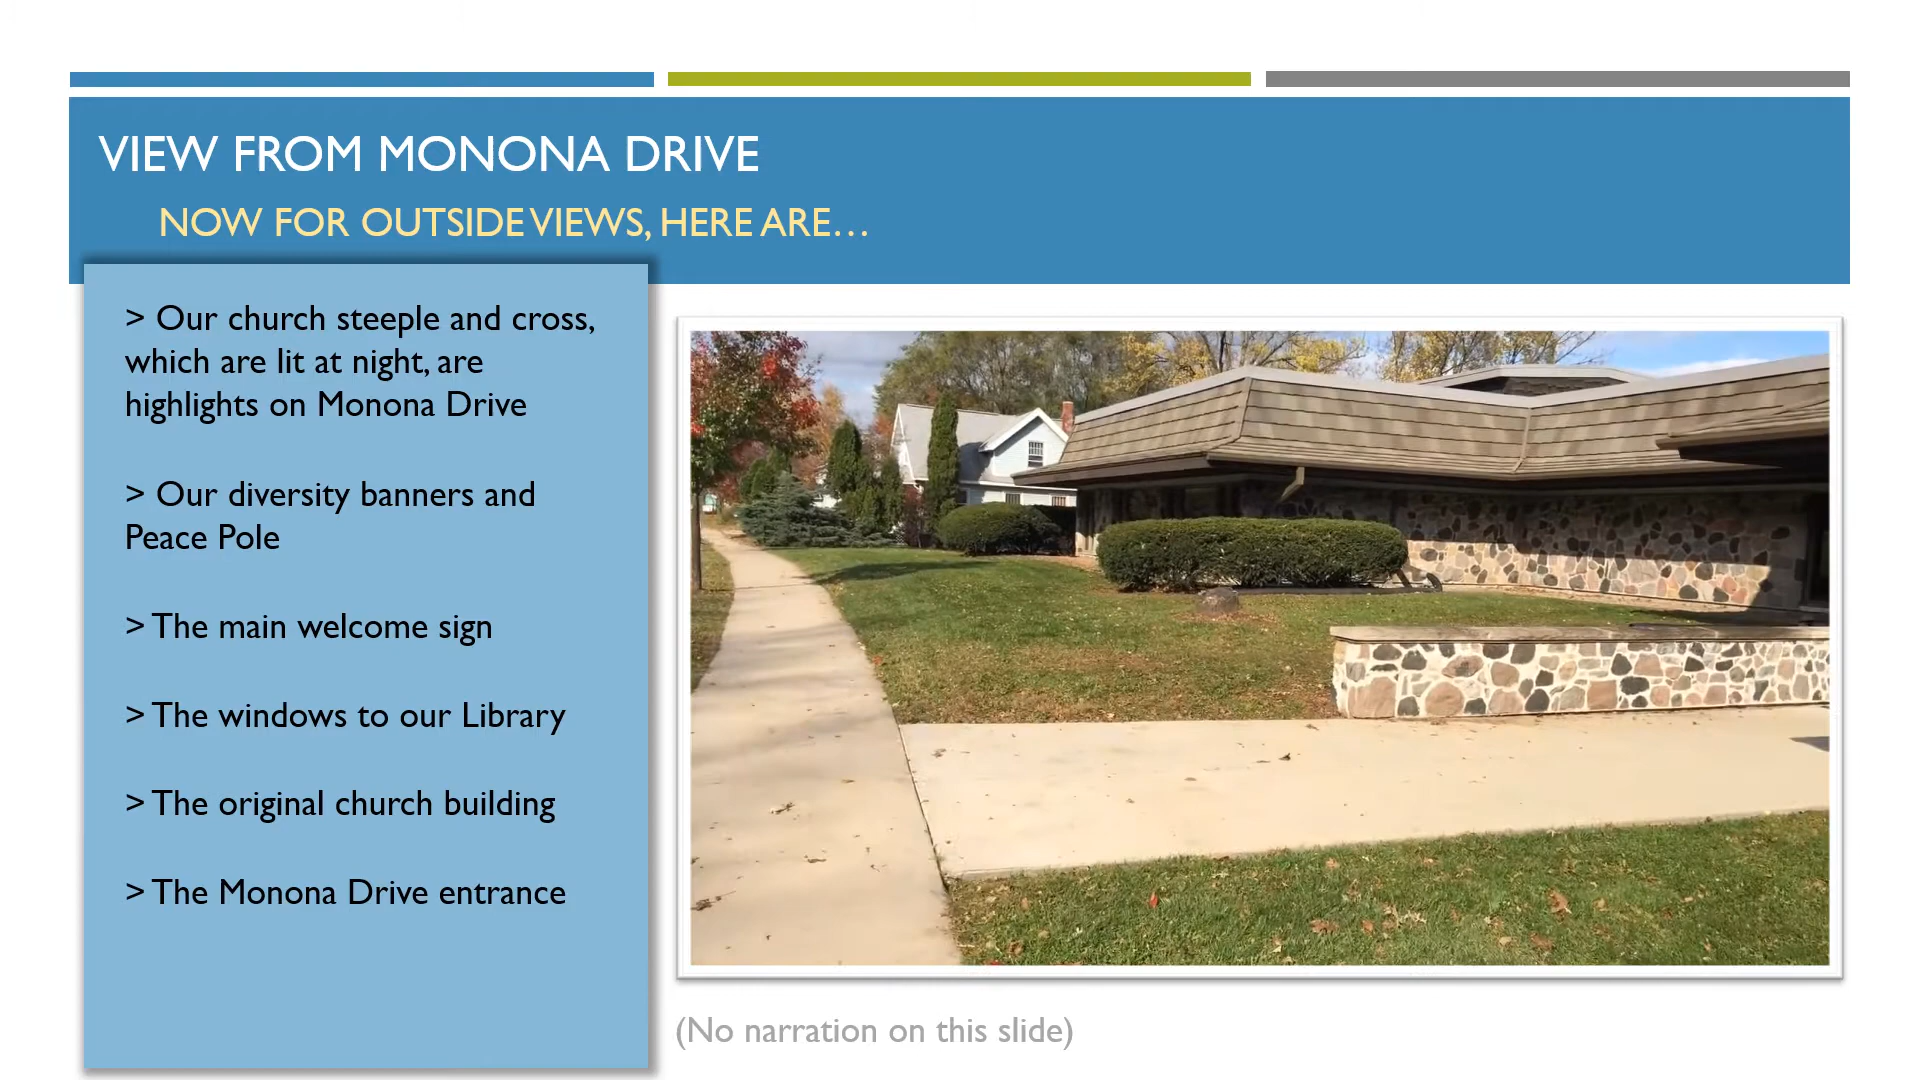 VIEW FROM MONONA DRIVE
NOW FOR OUTSIDE VIEWS, HERE ARE…
> Our church steeple and cross,
which are lit at night, are
highlights on Monona Drive
> Our diversity banners and
Peace Pole
> The main welcome sign
> The windows to our Library
> The original church building
> The Monona Drive entrance
(No narration on this slide)